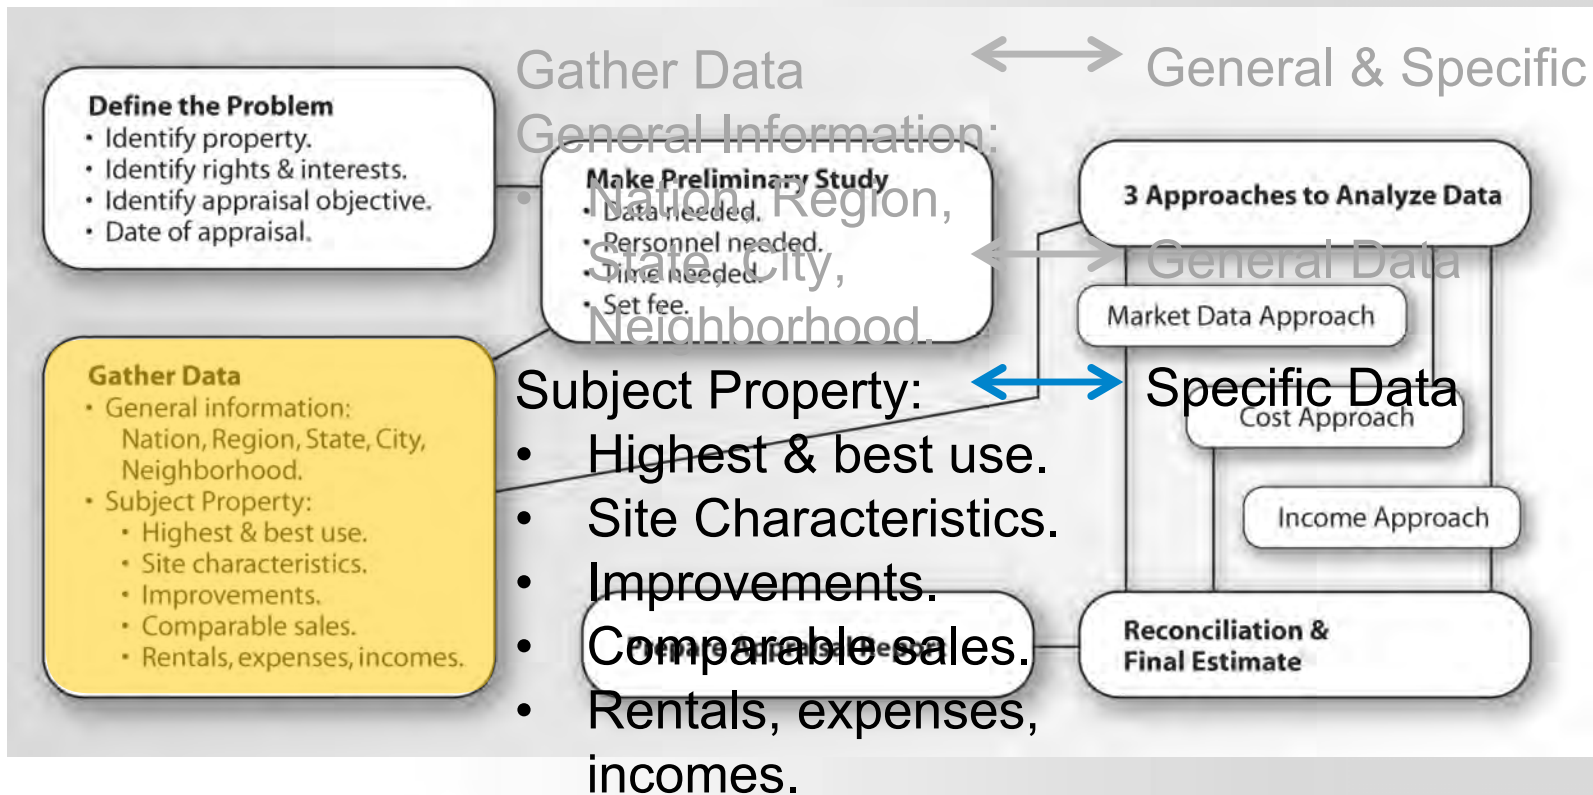 Define the Problem
• Identify property.
• Identify rights & interests.
• Identify appraisal objective.
• Date of appraisal.
Make Preliminary Study
• Data needed.
• Personnel needed.
• Time needed.
• Set fee.
Gather Data
• General information:
Nation, Region, State, City,
Neighborhood.
• Subject Property:
• Highest & best use.
• Site characteristics.
• Improvements.
• Comparable sales.
• Rentals, expenses, incomes.
3 Approaches to Analyze Data
Market Data Approach
Cost Approach
Income Approach
Reconciliation &
Final Estimate
Prepare Appraisal Report
Gather Data
General & Specific
General Information:
• Nation, Region,
State, City,
Neighborhood.
General Data
Subject Property:
Specific Data
• Highest & best use.
• Site Characteristics.
• Improvements.
• Comparable sales.
• Rentals, expenses,
incomes.